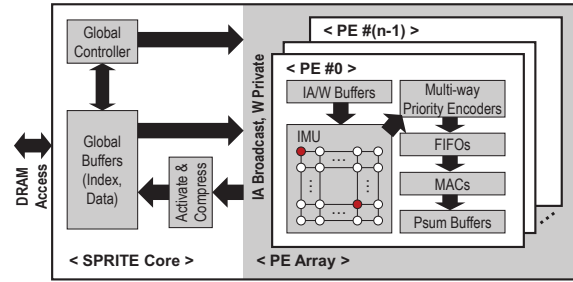 Global
Controller
Global
Buffers
(Index,
Data)
DRAM
Access
Activate &
Compress
< SPRITE Core >
IA Broadcast, W Private
< PE #(n-1) >
< PE #0 >
IA/W Buffers
IMU
...
...
...
...
Multi-way
Priority Encoders
FIFOs
MACs
Psum Buffers
...
< PE Array >